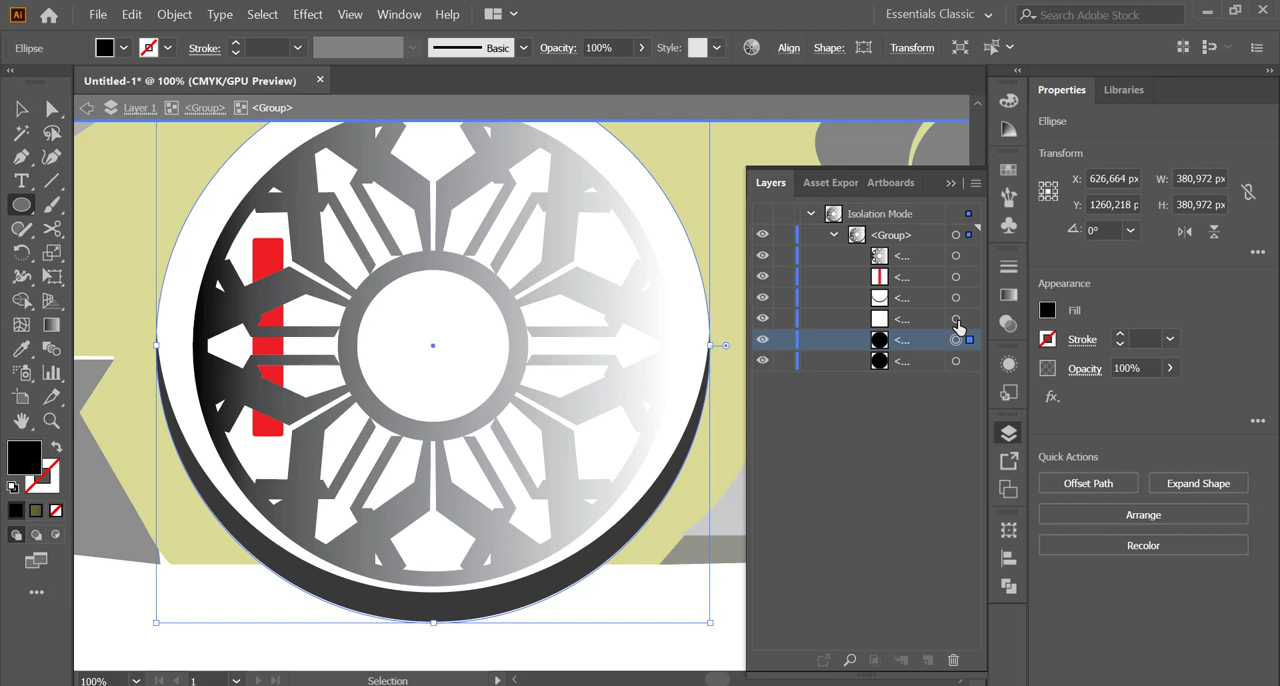 Ai File Edit Object Type Select Effect View Window Help Essentials Classic Search Adobe Stock
Ellipse Stroke: Basic Opacity: 100% Style: Align Shape: Transform
Untitled-1* @ 100% (CMYK/GPU Preview) ×
Layer 1 <Group> <Group>
Layers Asset Expor Artboards
Isolation Mode
<Group>
<...
<...
<...
<...
<...
<...
Properties Libraries
Ellipse
Transform
X: 626,664 px W: 380,972 px
Y: 1260,218 p H: 380,972 px
0°
Appearance
Fill
Stroke
Opacity 100%
fx.
Quick Actions
Offset Path Expand Shape
Arrange
Recolor
100% 1 Selection